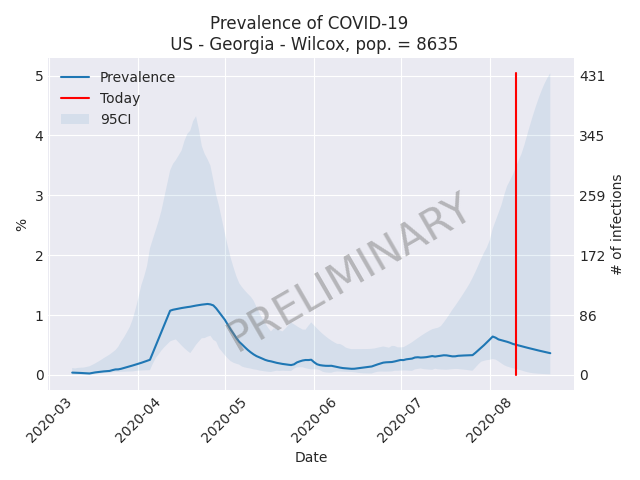 Prevalence of COVID-19
US - Georgia - Wilcox, pop. = 8635
Prevalence
Today
95CI
PRELIMINARY
%
5
4
3
2
1
0
431
345
259
172
86
0
# of infections
2020-03
2020-04
2020-05
2020-06
2020-07
2020-08
Date